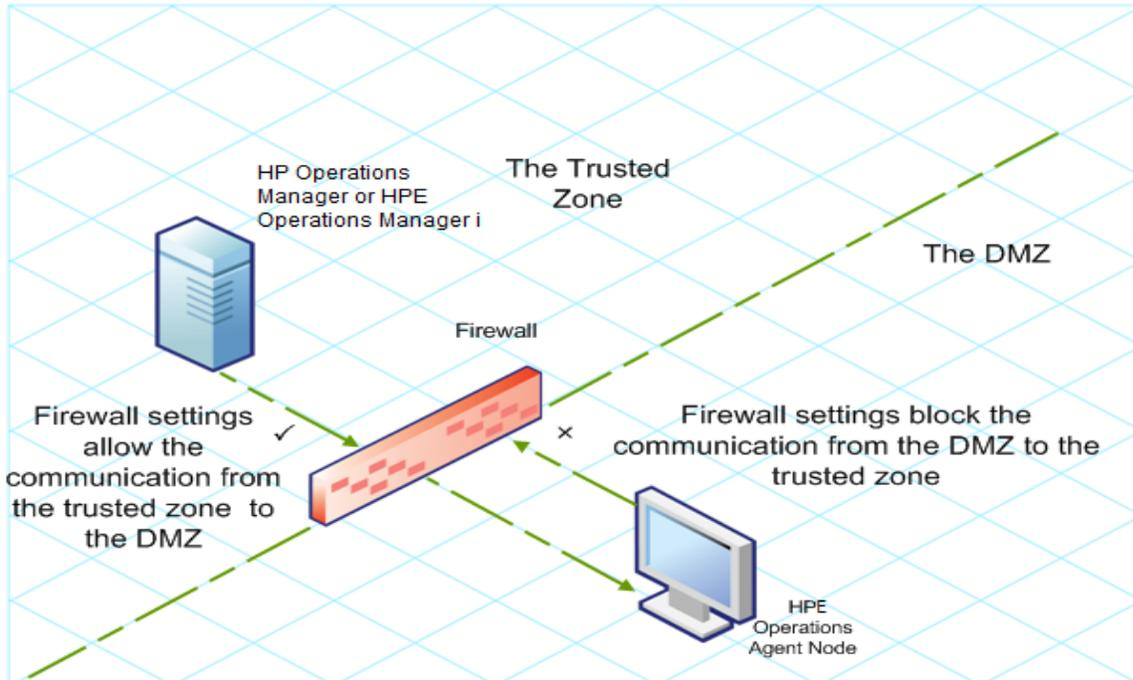 HP Operations
Manager or HPE
Operations Manager i
The Trusted
Zone
The DMZ
Firewall
Firewall settings
allow the
communication from
the trusted zone to
the DMZ
✓
×
Firewall settings block the
communication from the DMZ to the
trusted zone
HPE
Operations
Agent Node